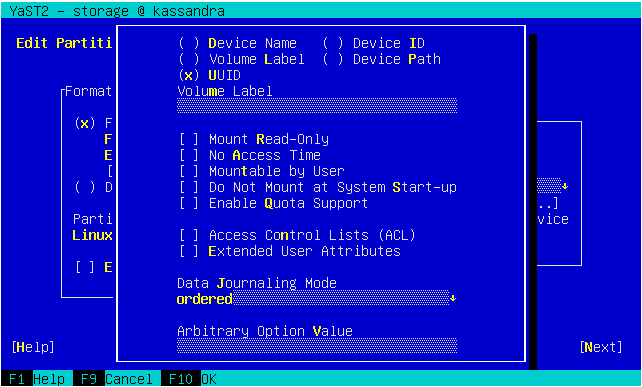 YaST2 - storage @ kassandra
Edit Partiti
( ) Device Name ( ) Device ID
( ) Volume Label ( ) Device Path
(x) UUID
Volume Label
Format
(x) F
F
E
[
( ) D
Parti
Linux
[ ] E
[ ] Mount Read-Only
[ ] No Access Time
[ ] Mountable by User
[ ] Do Not Mount at System Start-up
[ ] Enable Quota Support
[ ] Access Control Lists (ACL)
[ ] Extended User Attributes
Data Journaling Mode
ordered
Arbitrary Option Value
..]
vice
[Help]
[Next]
F1 Help F9 Cancel F10 OK